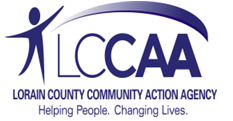 LCCAA
LORAIN COUNTY COMMUNITY ACTION AGENCY
Helping People. Changing Lives.